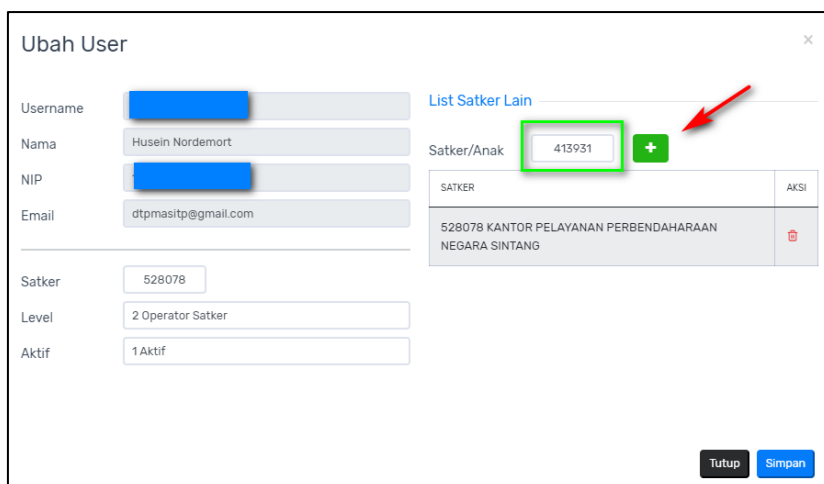 Ubah User
×
Username
Nama
Husein Nordemort
NIP
Email
dtpmasitp@gmail.com
Satker
528078
Level
2 Operator Satker
Aktif
1 Aktif
List Satker Lain
Satker/Anak
413931
+
SATKER
AKSI
528078 KANTOR PELAYANAN PERBENDAHARAAN
NEGARA SINTANG
Tutup
Simpan